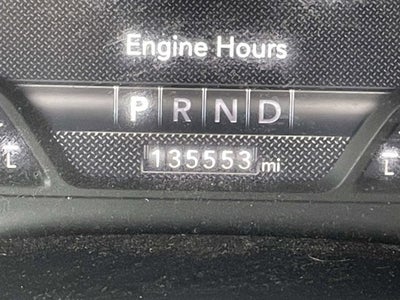 Engine Hours
P R N D
135553 mi
L L